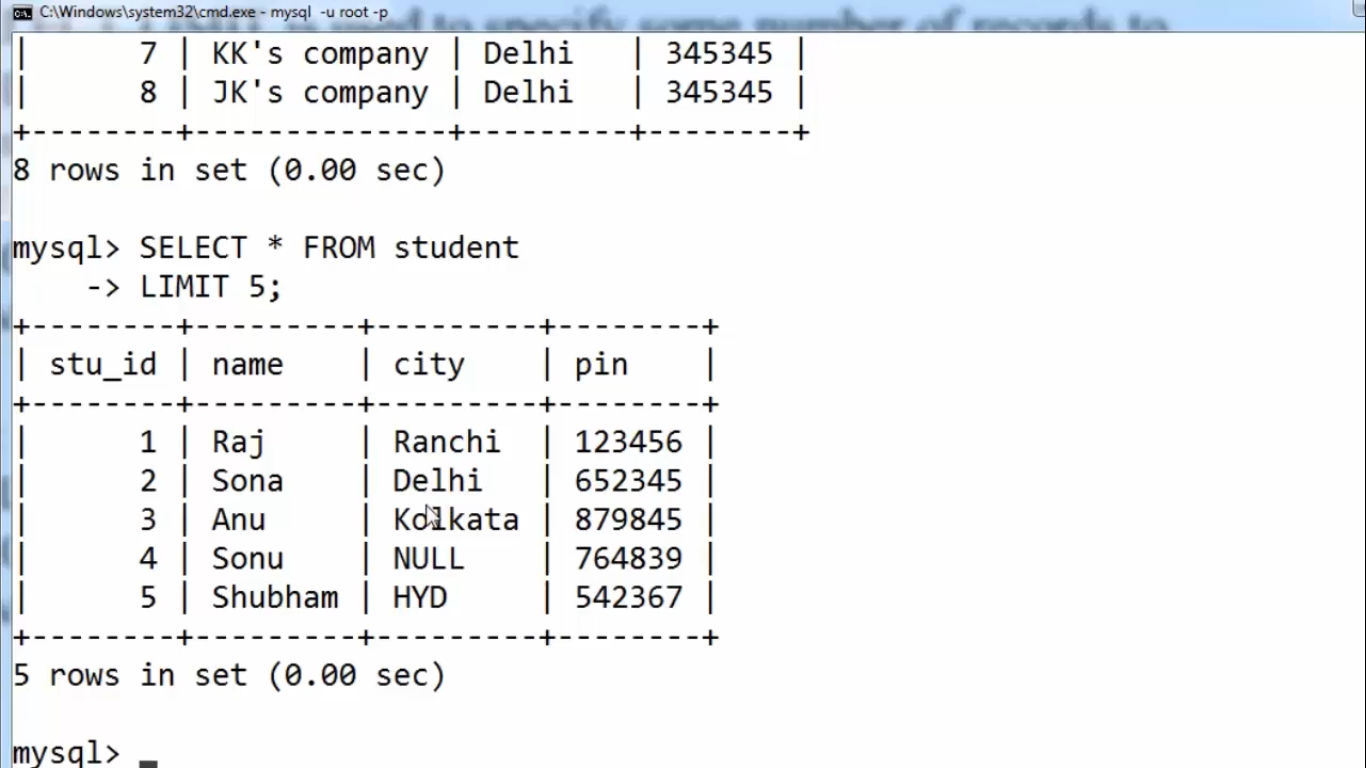 C:\Windows\system32\cmd.exe - mysql -u root -p
|      7 | KK's company | Delhi   | 345345 |
|      8 | JK's company | Delhi   | 345345 |
+--------+--------------+---------+--------+
8 rows in set (0.00 sec)
mysql> SELECT * FROM student
    -> LIMIT 5;
+--------+---------+---------+--------+
| stu_id | name    | city    | pin    |
+--------+---------+---------+--------+
|      1 | Raj     | Ranchi  | 123456 |
|      2 | Sona    | Delhi   | 652345 |
|      3 | Anu     | Kolkata | 879845 |
|      4 | Sonu    | NULL    | 764839 |
|      5 | Shubham | HYD     | 542367 |
+--------+---------+---------+--------+
5 rows in set (0.00 sec)
mysql> _